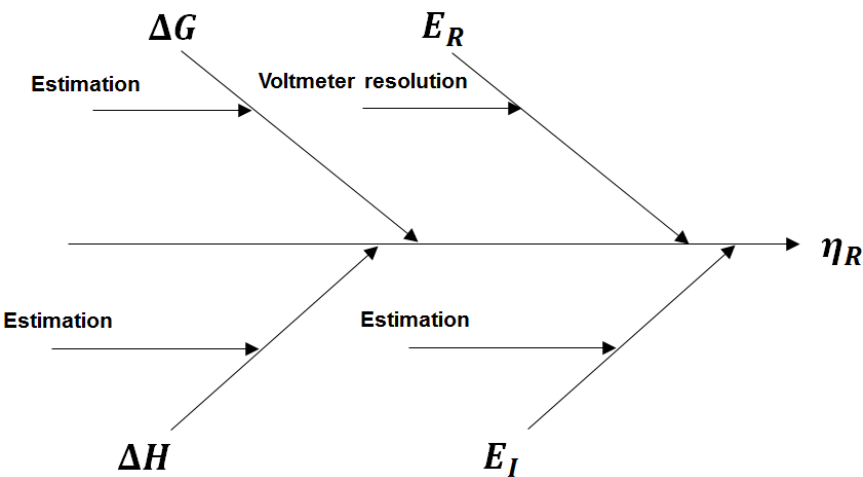 ΔG
E_R
Estimation
Voltmeter resolution
η_R
Estimation
Estimation
ΔH
E_I